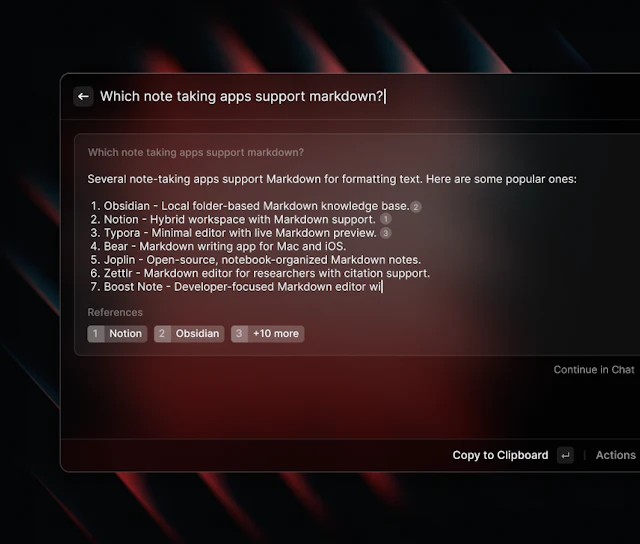 Which note taking apps support markdown?
Which note taking apps support markdown?
Several note-taking apps support Markdown for formatting text. Here are some popular ones:
1. Obsidian - Local folder-based Markdown knowledge base. 2
2. Notion - Hybrid workspace with Markdown support. 1
3. Typora - Minimal editor with live Markdown preview. 3
4. Bear - Markdown writing app for Mac and iOS.
5. Joplin - Open-source, notebook-organized Markdown notes.
6. Zettlr - Markdown editor for researchers with citation support.
7. Boost Note - Developer-focused Markdown editor wi
References
1 Notion 2 Obsidian 3 +10 more
Continue in Chat
Copy to Clipboard ↵ Actions